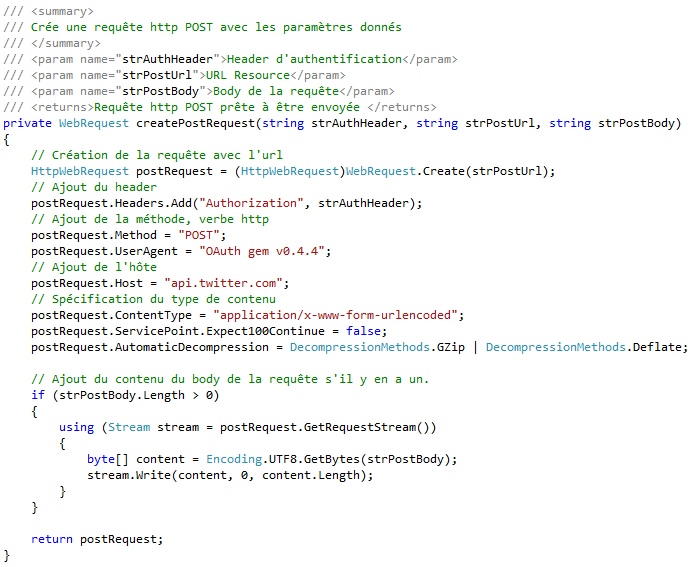 /// <summary>
/// Crée une requête http POST avec les paramètres donnés
/// </summary>
/// <param name="strAuthHeader">Header d'authentification</param>
/// <param name="strPostUrl">URL Resource</param>
/// <param name="strPostBody">Body de la requête</param>
/// <returns>Requête http POST prête à être envoyée </returns>
private WebRequest createPostRequest(string strAuthHeader, string strPostUrl, string strPostBody)
{
    // Création de la requête avec l'url
    HttpWebRequest postRequest = (HttpWebRequest)WebRequest.Create(strPostUrl);
    // Ajout du header
    postRequest.Headers.Add("Authorization", strAuthHeader);
    // Ajout de la méthode, verbe http
    postRequest.Method = "POST";
    postRequest.UserAgent = "OAuth gem v0.4.4";
    // Ajout de l'hôte
    postRequest.Host = "api.twitter.com";
    // Spécification du type de contenu
    postRequest.ContentType = "application/x-www-form-urlencoded";
    postRequest.ServicePoint.Expect100Continue = false;
    postRequest.AutomaticDecompression = DecompressionMethods.GZip | DecompressionMethods.Deflate;

    // Ajout du contenu du body de la requête s'il y en a un.
    if (strPostBody.Length > 0)
    {
        using (Stream stream = postRequest.GetRequestStream())
        {
            byte[] content = Encoding.UTF8.GetBytes(strPostBody);
            stream.Write(content, 0, content.Length);
        }
    }

    return postRequest;
}